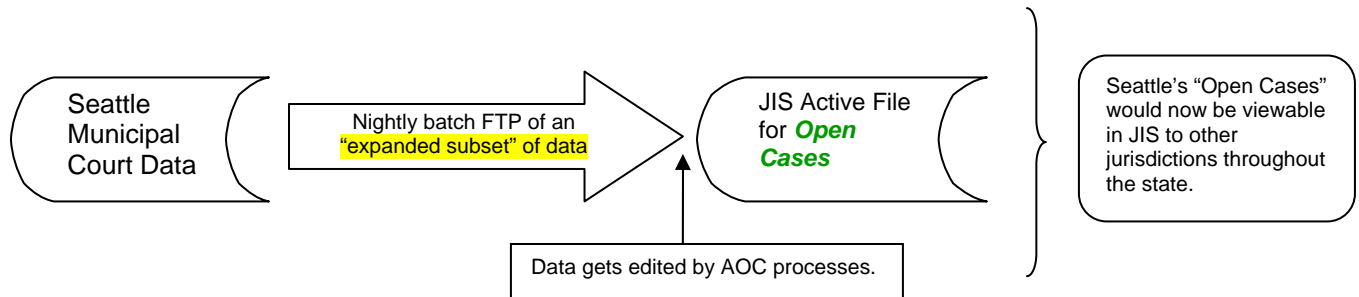 Seattle
Municipal
Court Data
Nightly batch FTP of an
“expanded subset” of data
JIS Active File
for Open
Cases
Data gets edited by AOC processes.
Seattle’s “Open Cases”
would now be viewable
in JIS to other
jurisdictions throughout
the state.